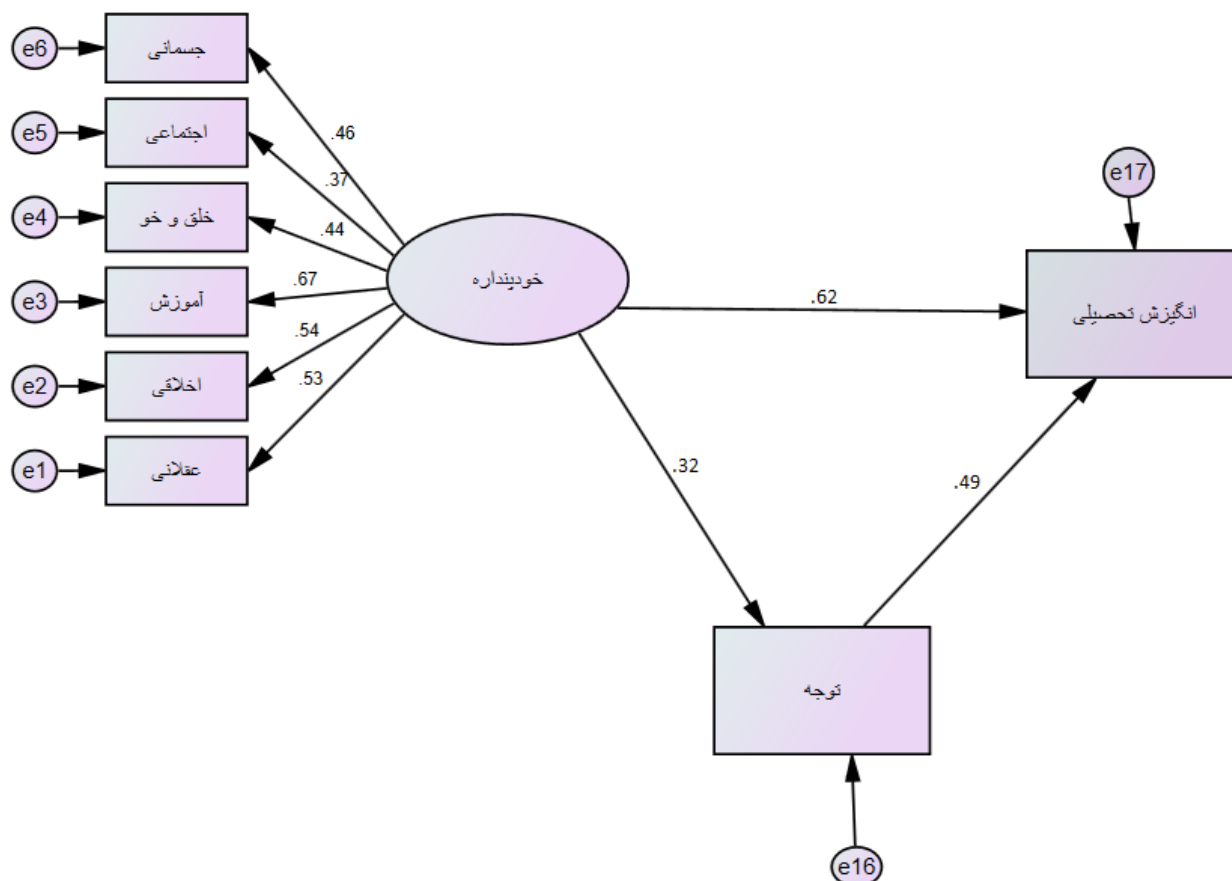 e6
جسمانی
.46
e5
اجتماعی
.37
e4
خلق و خو
.44
e3
آموزش
.67
e2
اخلاقی
.54
e1
عقلانی
.53
خودپنداره
.62
e17
انگیزش تحصیلی
.32
.49
توجه
e16